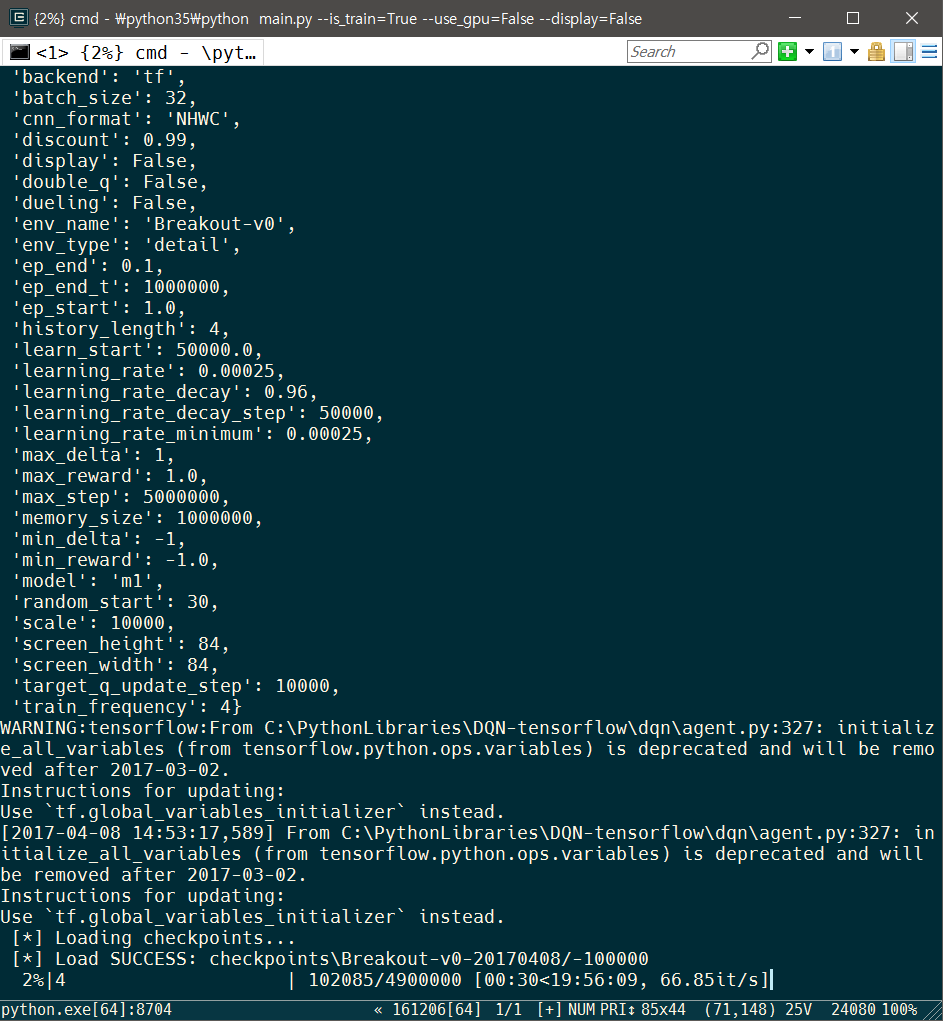 {2%} cmd - ₩python35₩python main.py --is_train=True --use_gpu=False --display=False
<1> {2%} cmd - \pyt…
Search
'backend': 'tf',
'batch_size': 32,
'cnn_format': 'NHWC',
'discount': 0.99,
'display': False,
'double_q': False,
'dueling': False,
'env_name': 'Breakout-v0',
'env_type': 'detail',
'ep_end': 0.1,
'ep_end_t': 1000000,
'ep_start': 1.0,
'history_length': 4,
'learn_start': 50000.0,
'learning_rate': 0.00025,
'learning_rate_decay': 0.96,
'learning_rate_decay_step': 50000,
'learning_rate_minimum': 0.00025,
'max_delta': 1,
'max_reward': 1.0,
'max_step': 5000000,
'memory_size': 1000000,
'min_delta': -1,
'min_reward': -1.0,
'model': 'm1',
'random_start': 30,
'scale': 10000,
'screen_height': 84,
'screen_width': 84,
'target_q_update_step': 10000,
'train_frequency': 4}
WARNING:tensorflow:From C:\PythonLibraries\DQN-tensorflow\dqn\agent.py:327: initializ
e_all_variables (from tensorflow.python.ops.variables) is deprecated and will be remo
ved after 2017-03-02.
Instructions for updating:
Use `tf.global_variables_initializer` instead.
[2017-04-08 14:53:17,589] From C:\PythonLibraries\DQN-tensorflow\dqn\agent.py:327: in
itialize_all_variables (from tensorflow.python.ops.variables) is deprecated and will
be removed after 2017-03-02.
Instructions for updating:
Use `tf.global_variables_initializer` instead.
[*] Loading checkpoints...
[*] Load SUCCESS: checkpoints\Breakout-v0-20170408/-100000
2%|4 | 102085/4900000 [00:30<19:56:09, 66.85it/s]
python.exe[64]:8704 « 161206[64] 1/1 [+] NUM PRI↕ 85x44 (71,148) 25V 24080 100%